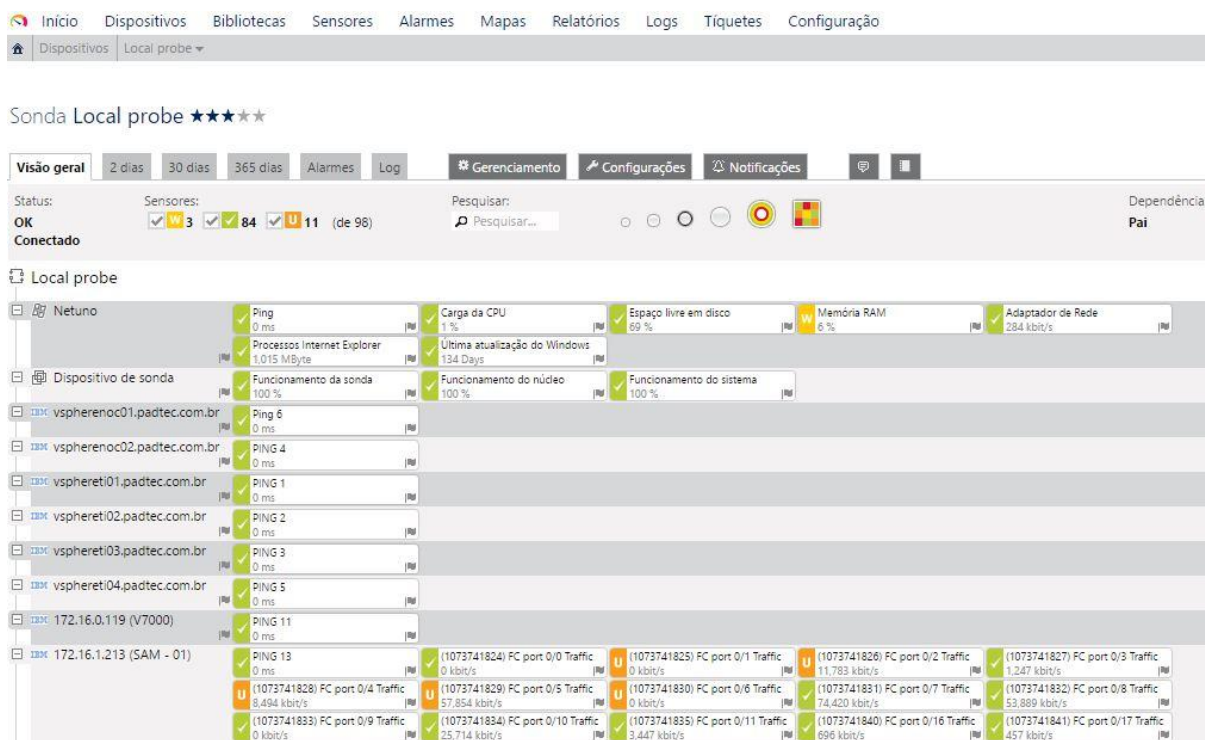 Início Dispositivos Bibliotecas Sensores Alarmes Mapas Relatórios Logs Tíquetes Configuração
Dispositivos Local probe
Sonda Local probe
Visão geral 2 dias 30 dias 365 dias Alarmes Log Gerenciamento Configurações Notificações
Status: Sensores: Pesquisar: Dependência
OK W 3 84 U 11 (de 98) Pesquisar... Pai
Conectado
Local probe
Netuno Ping Carga da CPU Espaço livre em disco W Memória RAM Adaptador de Rede
0 ms 1 % 69 % 6 % 284 kbit/s
Processos Internet Explorer Última atualização do Windows
1,015 MByte 134 Days
Dispositivo de sonda Funcionamento da sonda Funcionamento do núcleo Funcionamento do sistema
100 % 100 % 100 %
IBM vspherenoc01.padtec.com.br Ping 6
0 ms
IBM vspherenoc02.padtec.com.br PING 4
0 ms
IBM vsphereti01.padtec.com.br PING 1
0 ms
IBM vsphereti02.padtec.com.br PING 2
0 ms
IBM vsphereti03.padtec.com.br PING 3
0 ms
IBM vsphereti04.padtec.com.br PING 5
0 ms
IBM 172.16.0.119 (V7000) PING 11
0 ms
IBM 172.16.1.213 (SAM - 01) PING 13 (1073741824) FC port 0/0 Traffic U (1073741825) FC port 0/1 Traffic U (1073741826) FC port 0/2 Traffic (1073741827) FC port 0/3 Traffic
0 ms 0 kbit/s 0 kbit/s 11,783 kbit/s 1,247 kbit/s
U (1073741828) FC port 0/4 Traffic U (1073741829) FC port 0/5 Traffic U (1073741830) FC port 0/6 Traffic (1073741831) FC port 0/7 Traffic (1073741832) FC port 0/8 Traffic
8,494 kbit/s 57,854 kbit/s 0 kbit/s 74,420 kbit/s 53,889 kbit/s
(1073741833) FC port 0/9 Traffic (1073741834) FC port 0/10 Traffic (1073741835) FC port 0/11 Traffic (1073741840) FC port 0/16 Traffic (1073741841) FC port 0/17 Traffic
0 kbit/s 25,714 kbit/s 3,447 kbit/s 696 kbit/s 457 kbit/s